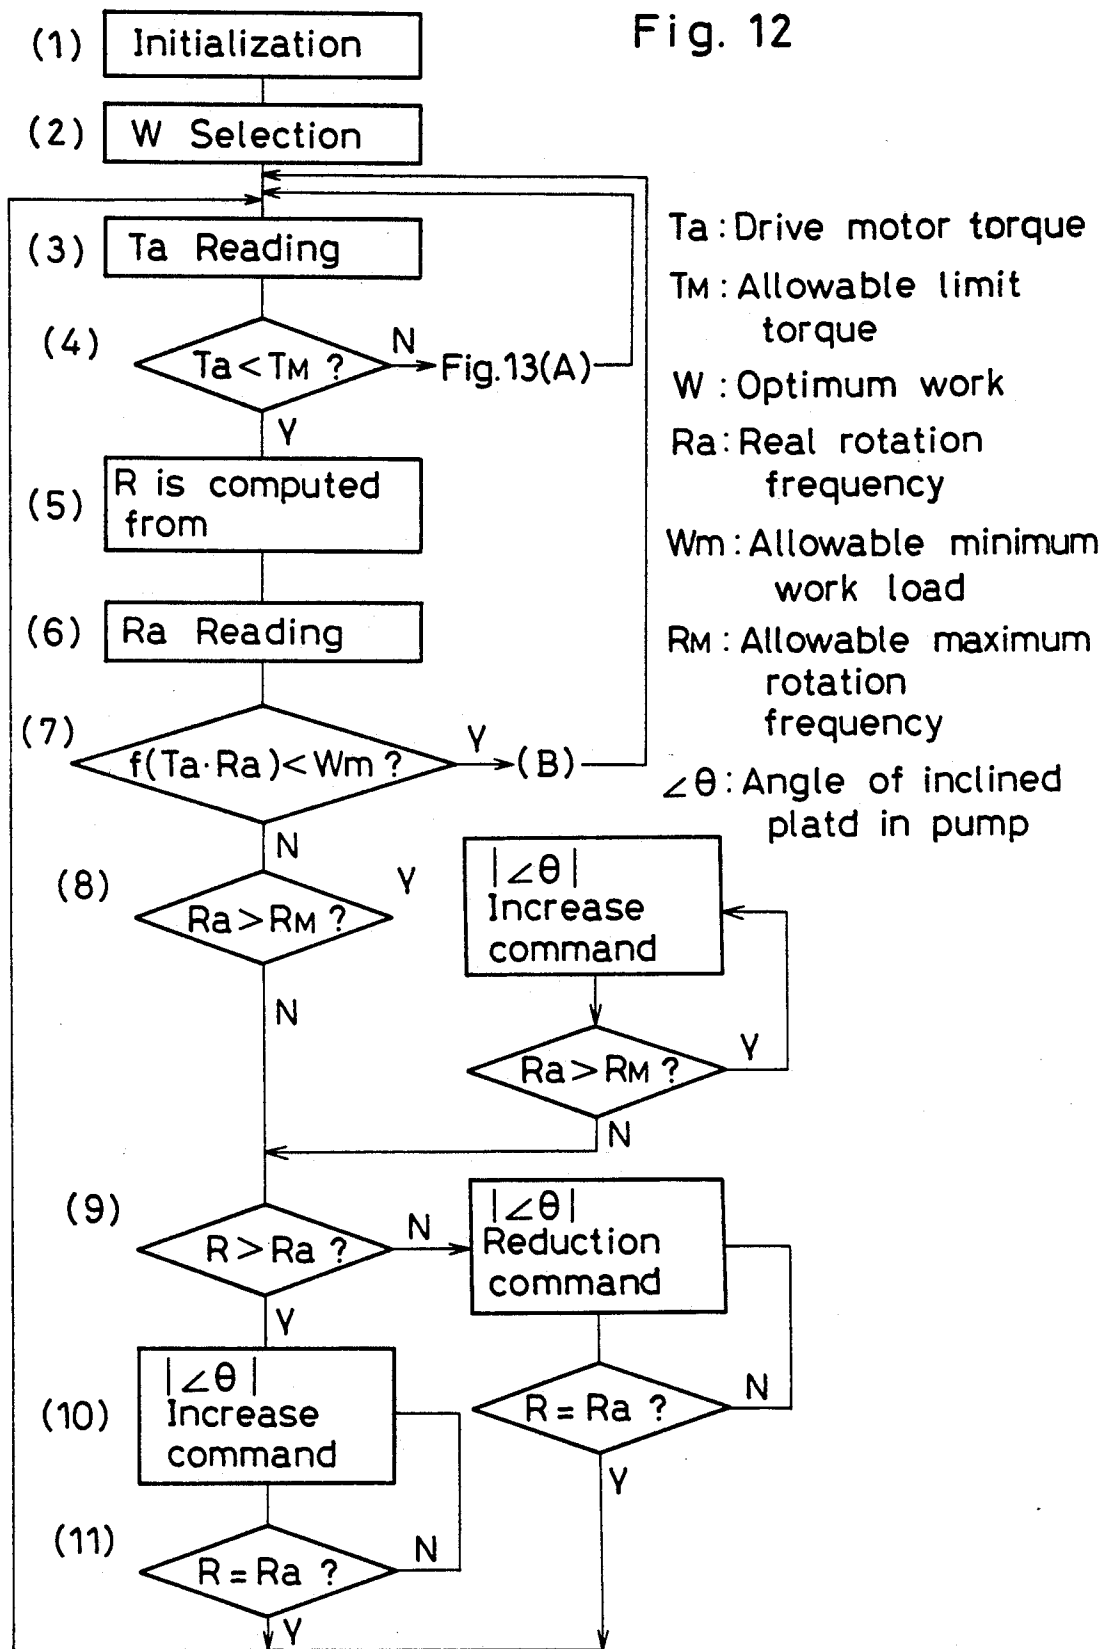 Fig. 12
(1) Initialization
(2) W Selection
(3) Ta Reading
(4) Ta < TM ?
N
Fig.13(A)
Y
(5) R is computed
from
(6) Ra Reading
(7) f(Ta·Ra) < Wm ?
Y
(B)
N
(8) Ra > RM ?
Y
N
|∠θ|
Increase
command
Ra > RM ?
Y
N
(9) R > Ra ?
N
Y
|∠θ|
Reduction
command
R = Ra ?
N
Y
(10) |∠θ|
Increase
command
(11) R = Ra ?
N
Y
Ta : Drive motor torque
TM : Allowable limit
torque
W : Optimum work
Ra : Real rotation
frequency
Wm : Allowable minimum
work load
RM : Allowable maximum
rotation
frequency
∠θ : Angle of inclined
platd in pump